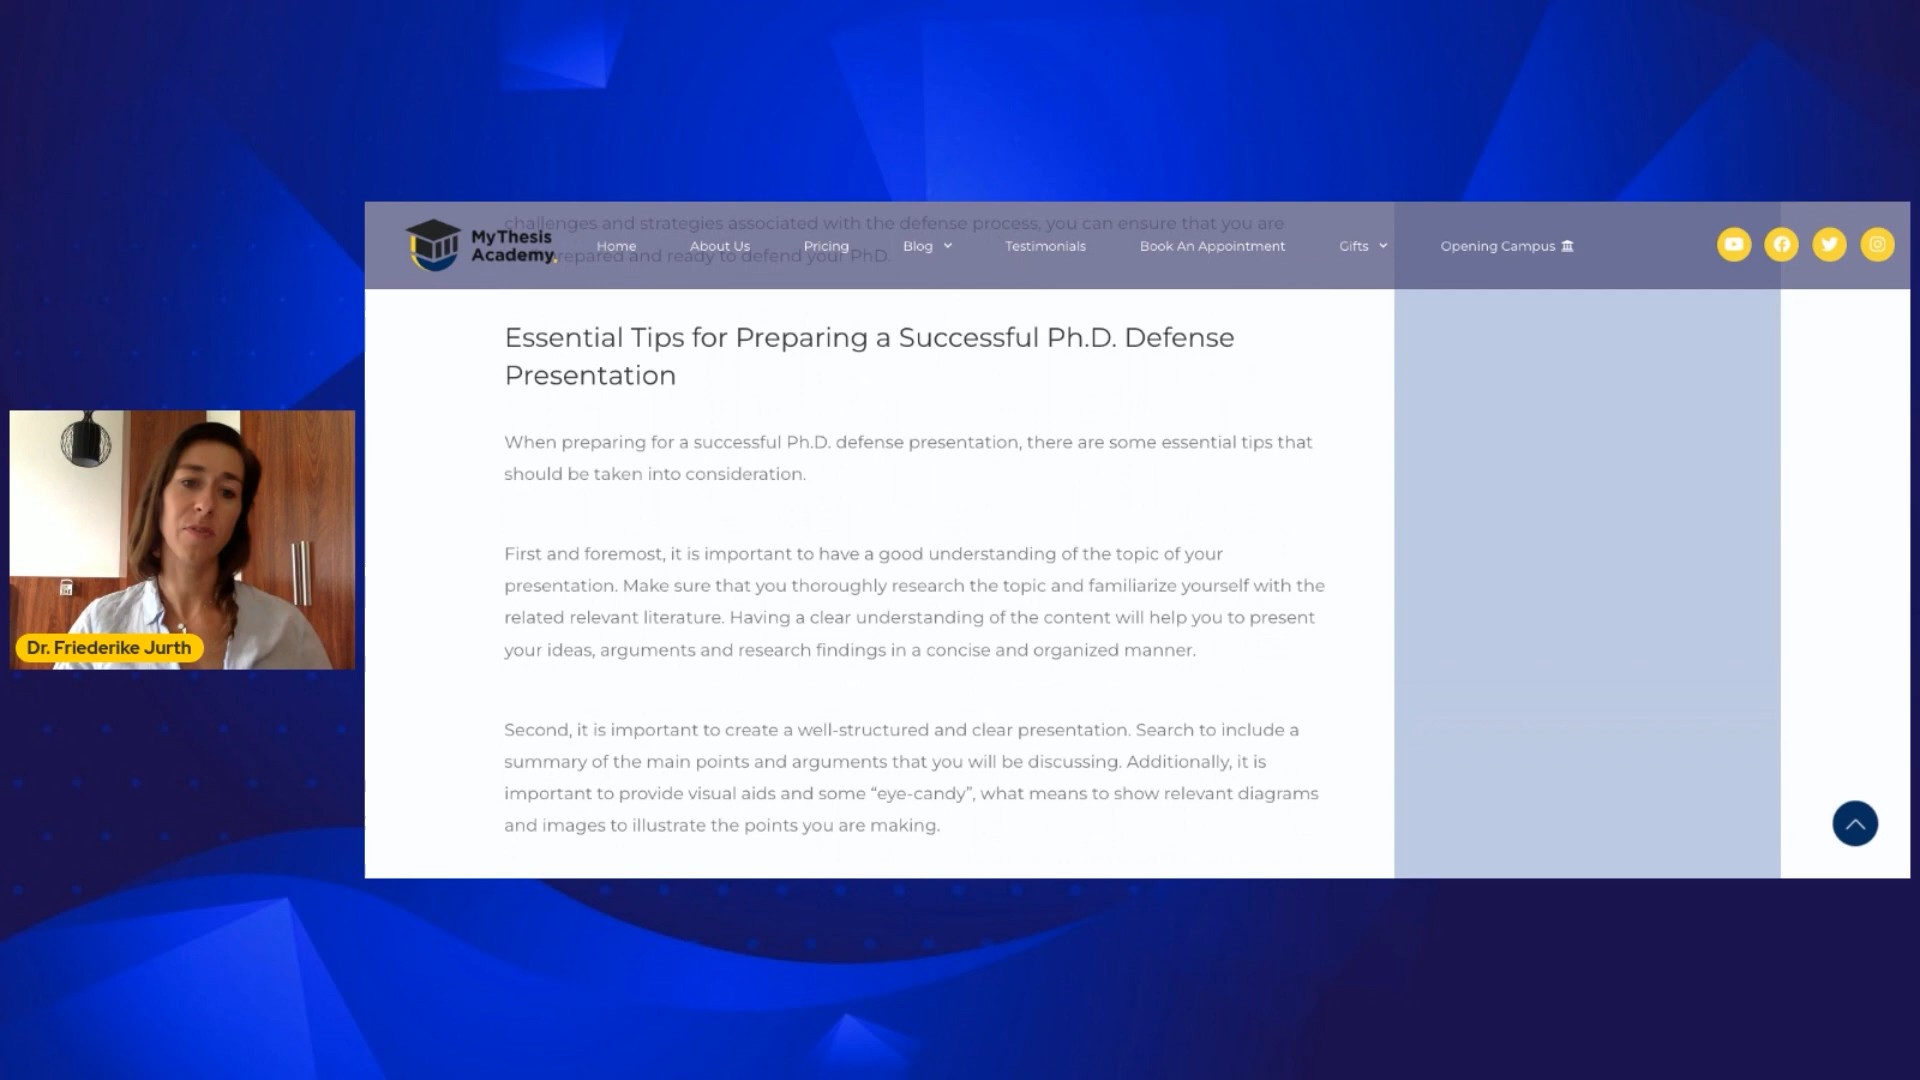 challenges and strategies associated with the defense process, you can ensure that you are
repared and ready to defend your PhD.
MyThesis
Academy.
Home
About Us
Pricing
Blog
Testimonials
Book An Appointment
Gifts
Opening Campus
Essential Tips for Preparing a Successful Ph.D. Defense
Presentation
When preparing for a successful Ph.D. defense presentation, there are some essential tips that
should be taken into consideration.
First and foremost, it is important to have a good understanding of the topic of your
presentation. Make sure that you thoroughly research the topic and familiarize yourself with the
related relevant literature. Having a clear understanding of the content will help you to present
your ideas, arguments and research findings in a concise and organized manner.
Second, it is important to create a well-structured and clear presentation. Search to include a
summary of the main points and arguments that you will be discussing. Additionally, it is
important to provide visual aids and some “eye-candy”, what means to show relevant diagrams
and images to illustrate the points you are making.
Dr. Friederike Jurth